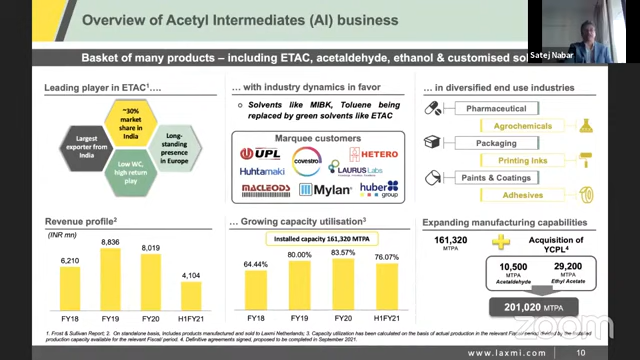 Overview of Acetyl Intermediates (AI) business
Satej Nabar
Basket of many products – including ETAC, acetaldehyde, ethanol & customised sol
Leading player in ETAC¹….
~30% market share in India
Largest exporter from India
Long-standing presence in Europe
Low WC, high return play
… with industry dynamics in favor
Solvents like MIBK, Toluene being replaced by green solvents like ETAC
Marquee customers
UPL
covestro
HETERO
Huhtamaki
LAURUS Labs
MACLEODS
Mylan
huber group
… in diversified end use industries
Pharmaceutical
Agrochemicals
Packaging
Printing Inks
Paints & Coatings
Adhesives
Revenue profile²
(INR mn)
6,210
8,836
8,019
4,104
FY18
FY19
FY20
H1FY21
… Growing capacity utilisation³
Installed capacity 161,320 MTPA
64.44%
80.00%
83.57%
76.07%
FY18
FY19
FY20
H1FY21
Expanding manufacturing capabilities
161,320
MTPA
Acquisition of YCPL⁴
10,500
MTPA
Acetaldehyde
29,200
MTPA
Ethyl Acetate
201,020 MTPA
1. Frost & Sullivan Report; 2. On standalone basis, Includes products manufactured and sold to Laxmi Netherlands; 3. Capacity utilization has been calculated on the basis of actual production in the relevant Fiscal/
production capacity available for the relevant Fiscal/ period. 4. Definitive agreements signed, proposed to be completed in September 2021.
zoom
www.laxmi.com
10